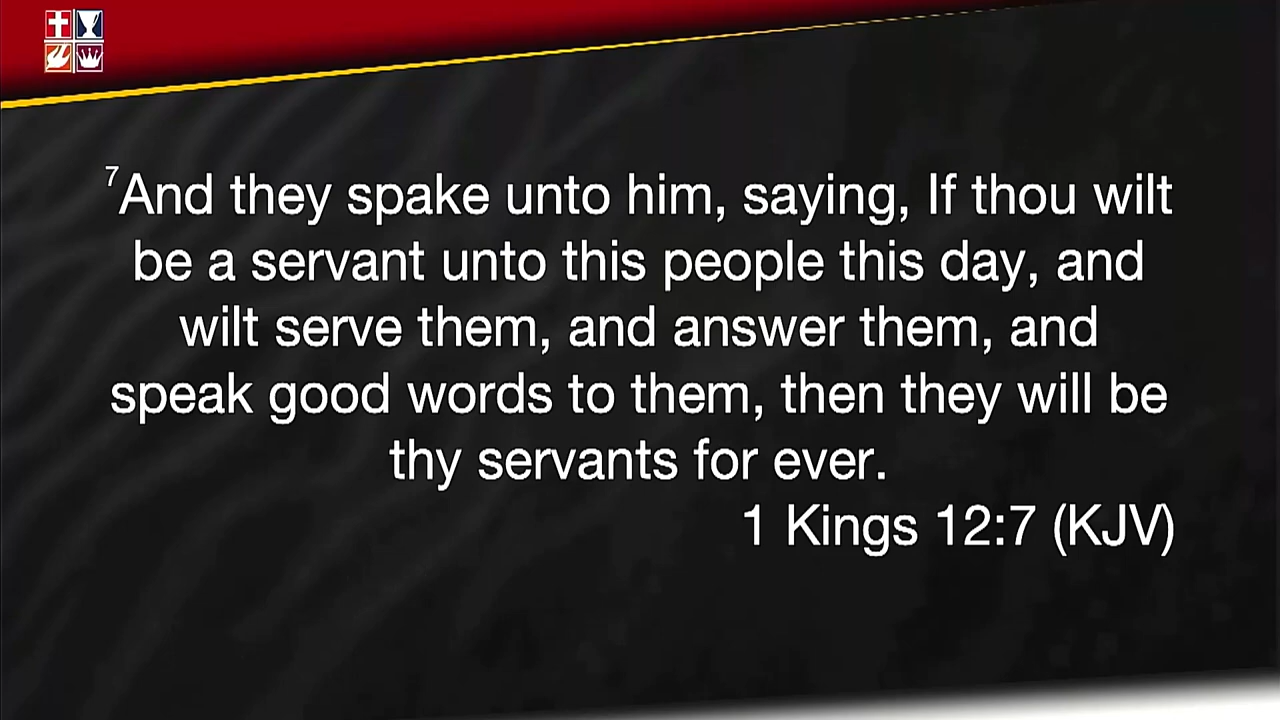 ⁷And they spake unto him, saying, If thou wilt
be a servant unto this people this day, and
wilt serve them, and answer them, and
speak good words to them, then they will be
thy servants for ever.
1 Kings 12:7 (KJV)